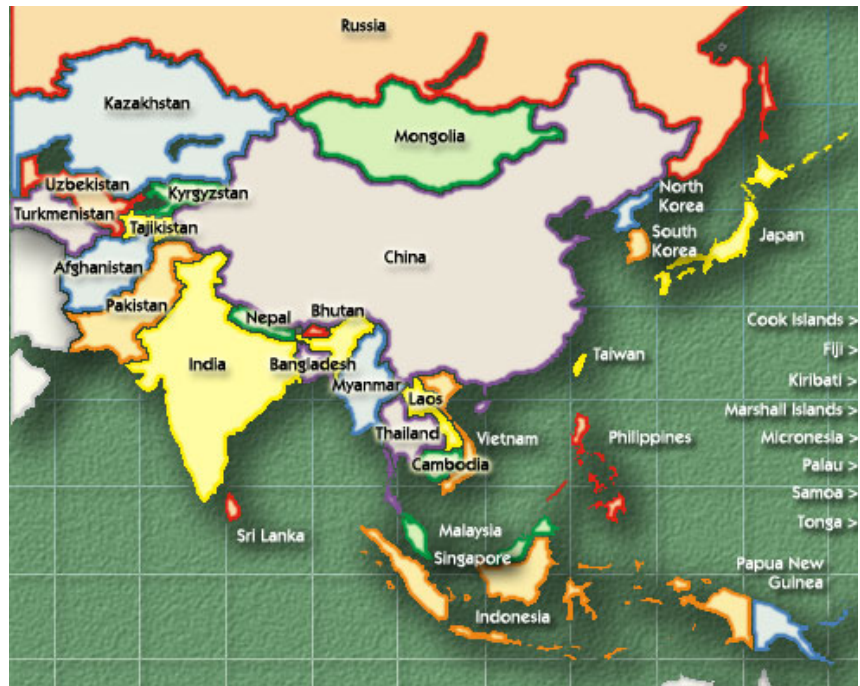 Russia
Kazakhstan
Mongolia
Uzbekistan
Kyrgyzstan
North
Korea
Turkmenistan
Tajikistan
South
Korea
Japan
China
Afghanistan
Pakistan
Nepal
Bhutan
Cook Islands >
Fiji >
India
Bangladesh
Taiwan
Myanmar
Kiribati >
Laos
Marshall Islands >
Thailand
Vietnam
Philippines
Micronesia >
Cambodia
Palau >
Samoa >
Sri Lanka
Malaysia
Tonga >
Singapore
Papua New
Guinea
Indonesia